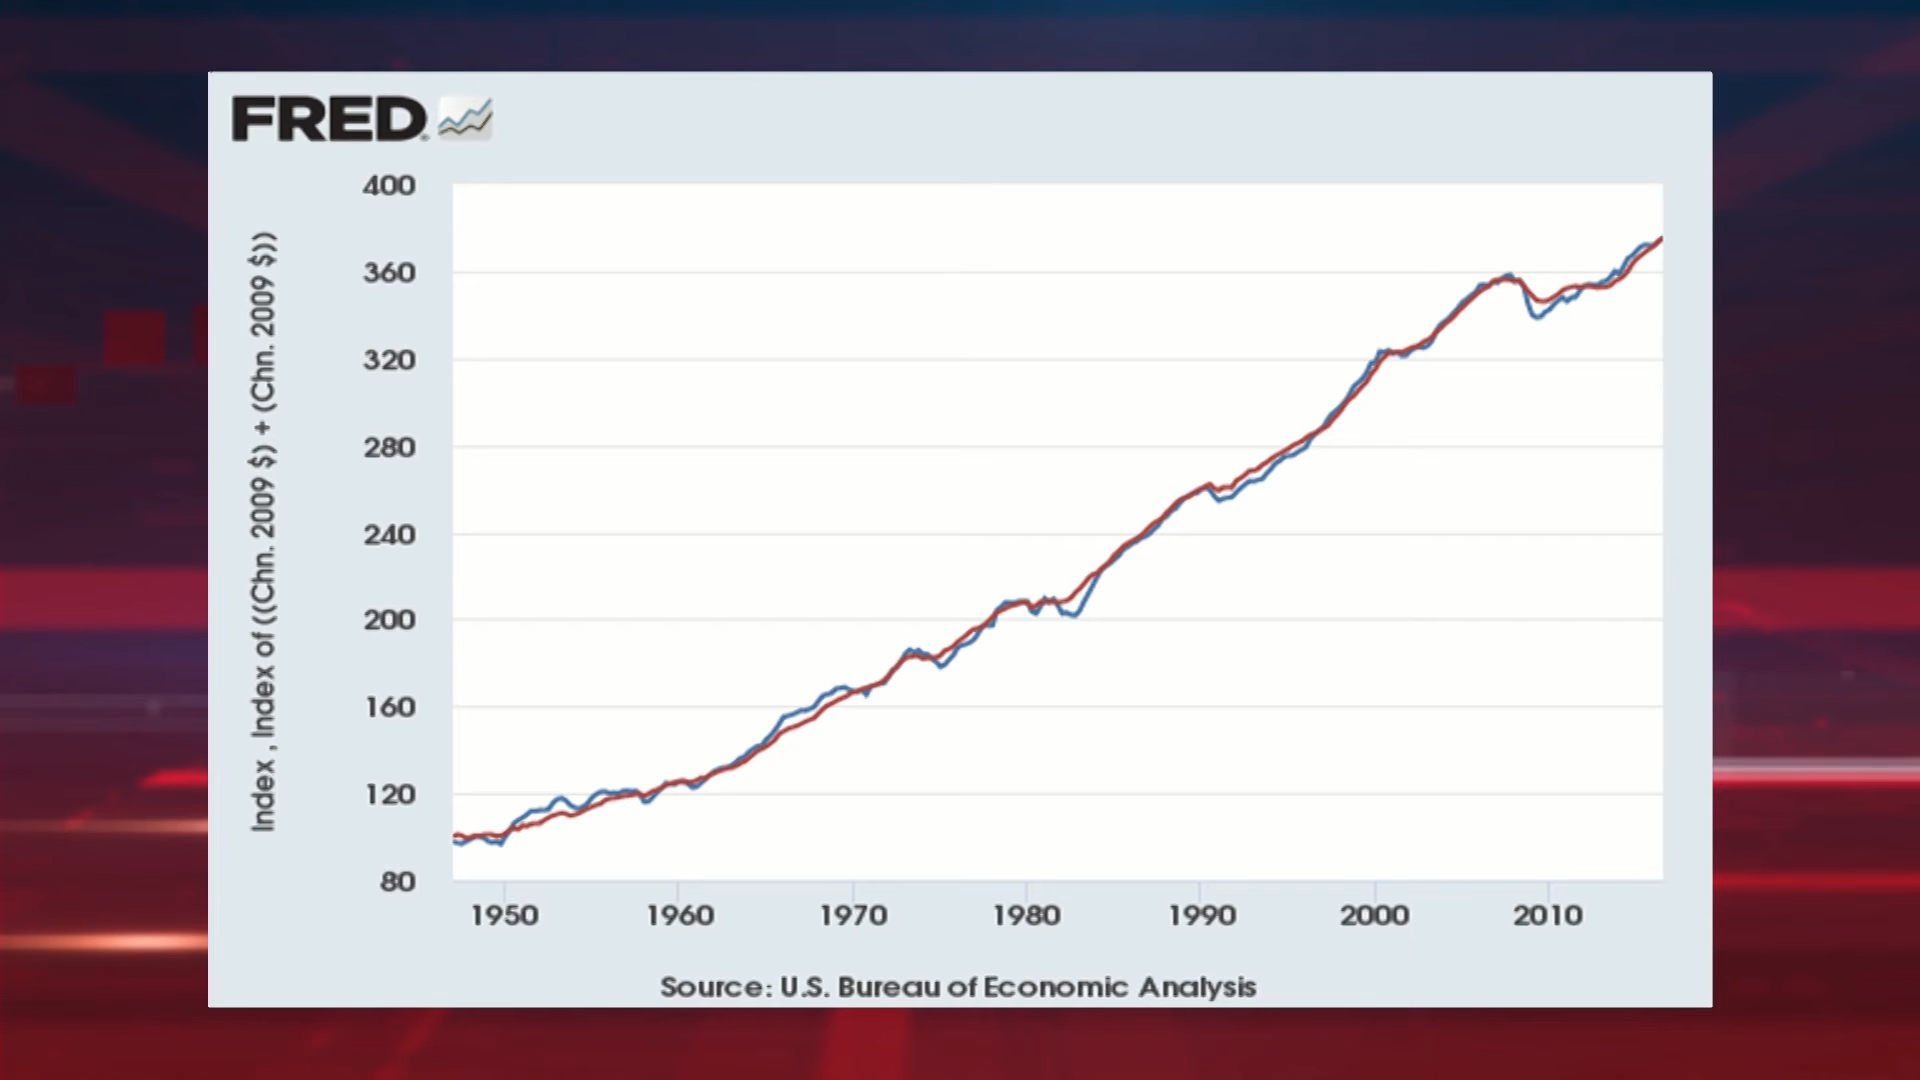 FRED
400
360
320
280
240
200
160
120
80
Index , Index of ((Chn. 2009 $) + (Chn. 2009 $))
1950 1960 1970 1980 1990 2000 2010
Source: U.S. Bureau of Economic Analysis